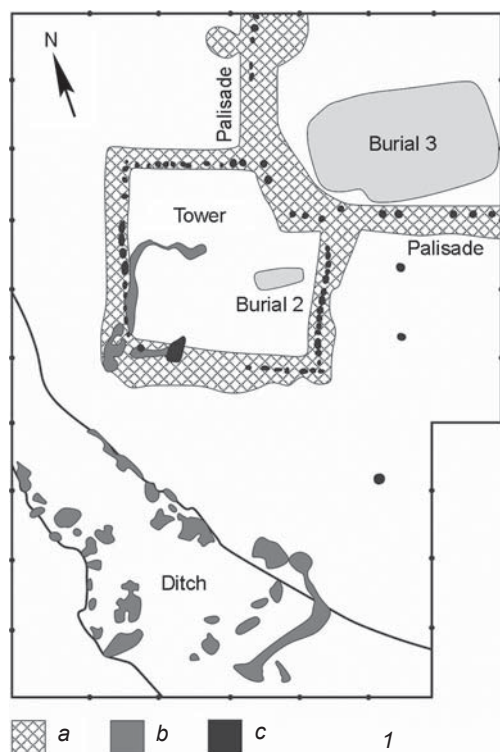 N
Palisade
Burial 3
Tower
Palisade
Burial 2
Ditch
a b c 1